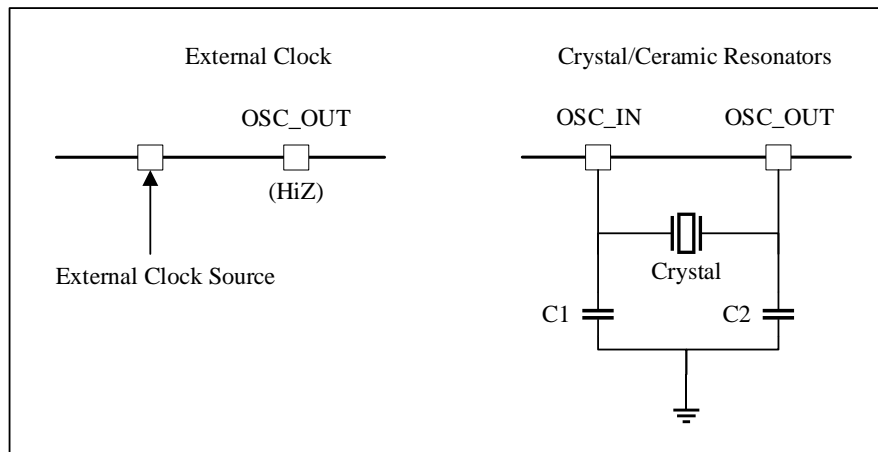 External Clock
OSC_OUT
(HiZ)
External Clock Source
Crystal/Ceramic Resonators
OSC_IN
OSC_OUT
Crystal
C1
C2